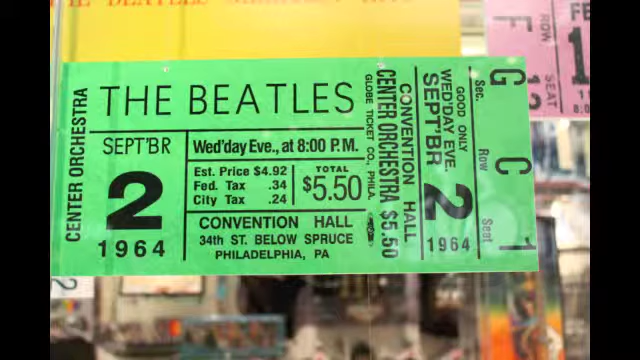 CENTER ORCHESTRA
THE BEATLES
SEPT'BR
2
1964
Wed'day Eve., at 8:00 P.M.
Est. Price $4.92
Fed. Tax .34
City Tax .24
TOTAL
$5.50
CONVENTION HALL
34th ST. BELOW SPRUCE
PHILADELPHIA, PA
GLOBE TICKET CO., PHILA.
CENTER ORCHESTRA $5.50
CONVENTION HALL
GOOD ONLY
WED'DAY EVE.
SEPT'BR
2
1964
Sec. Row Seat
G C 1
ROW SEAT
F 12
FE